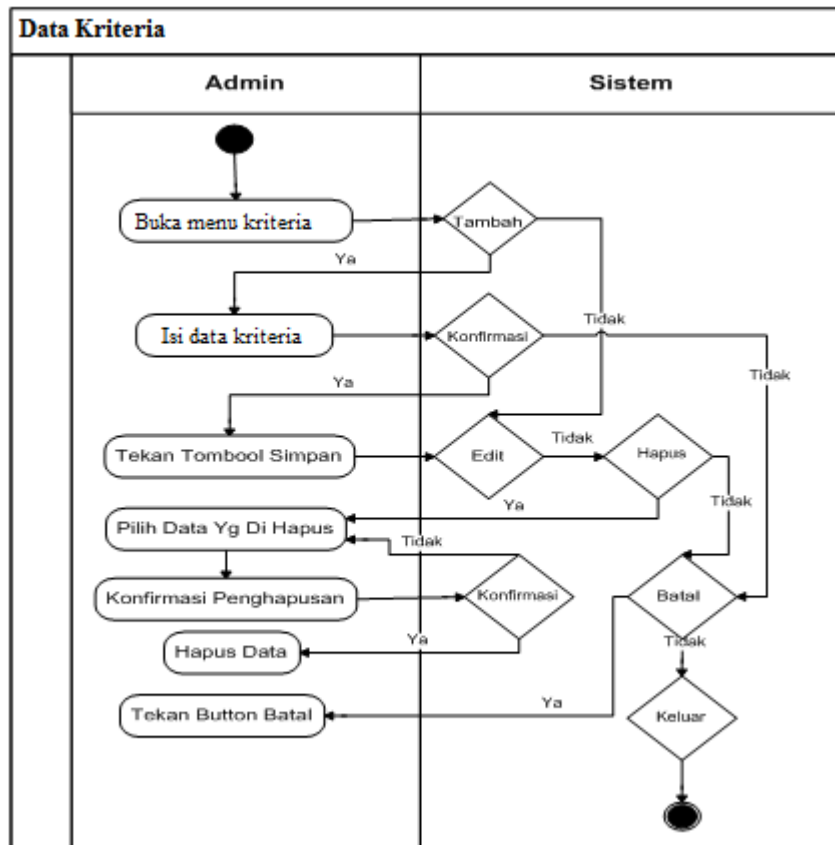 Data Kriteria
Admin
Sistem
Buka menu kriteria
Tambah
Ya
Isi data kriteria
Konfirmasi
Tidak
Tidak
Ya
Tekan Tombool Simpan
Edit
Tidak
Hapus
Tidak
Ya
Pilih Data Yg Di Hapus
Tidak
Konfirmasi Penghapusan
Konfirmasi
Batal
Ya
Tidak
Hapus Data
Tekan Button Batal
Ya
Keluar